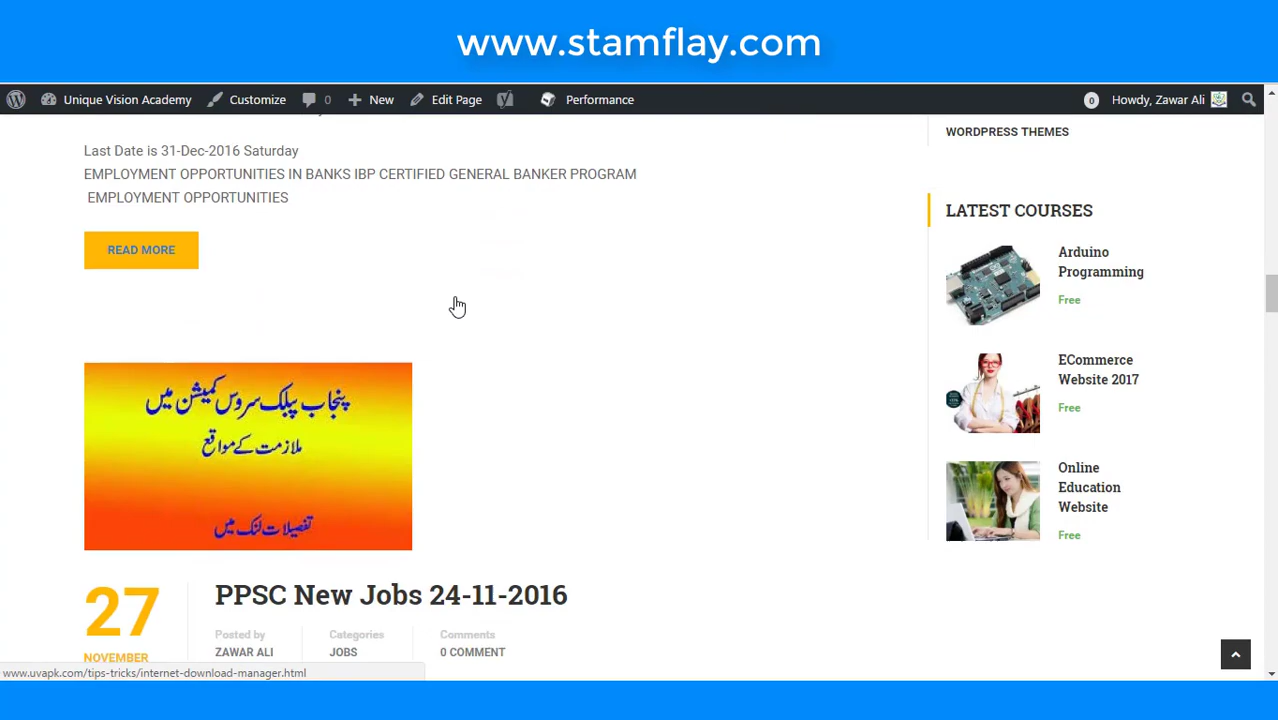 www.stamflay.com
Unique Vision Academy Customize 0 New Edit Page Performance 0 Howdy, Zawar Ali
Last Date is 31-Dec-2016 Saturday
EMPLOYMENT OPPORTUNITIES IN BANKS IBP CERTIFIED GENERAL BANKER PROGRAM
EMPLOYMENT OPPORTUNITIES
READ MORE
پنجاب پبلک سروس کمیشن میں
ملازمت کے مواقع
تفصیلات لنک میں
27
NOVEMBER
PPSC New Jobs 24-11-2016
Posted by
ZAWAR ALI
Categories
JOBS
Comments
0 COMMENT
WORDPRESS THEMES
LATEST COURSES
Arduino
Programming
Free
ECommerce
Website 2017
Free
Online
Education
Website
Free
www.uvapk.com/tips-tricks/internet-download-manager.html